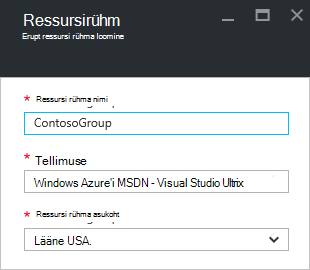 Ressursirühm
Erupt ressursi rühma loomine
* Ressursi rühma nimi
ContosoGroup
* Tellimuse
Windows Azure'i MSDN - Visual Studio Ultrix
* Ressursi rühma asukoht
Lääne USA.